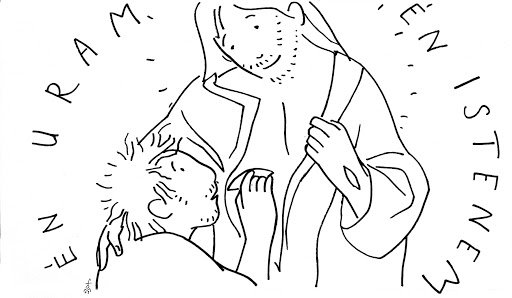 ÉN URAM.
ÉN ISTENEM